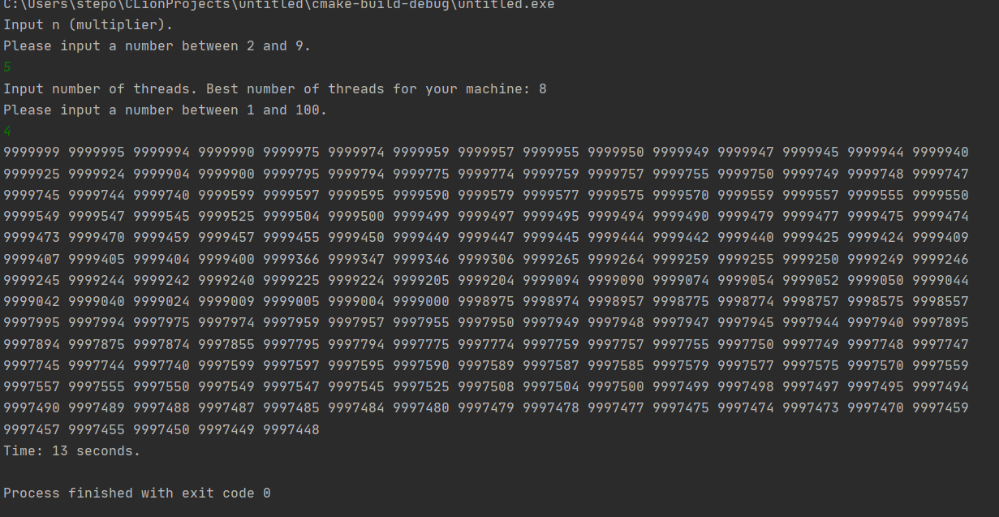 C:\Users\stepo\CLionProjects\untitled\cmake-build-debug\untitled.exe
Input n (multiplier).
Please input a number between 2 and 9.
5
Input number of threads. Best number of threads for your machine: 8
Please input a number between 1 and 100.
4
9999999 9999995 9999994 9999990 9999975 9999974 9999959 9999957 9999955 9999950 9999949 9999947 9999945 9999944 9999940
9999925 9999924 9999904 9999900 9999795 9999794 9999775 9999774 9999759 9999757 9999755 9999750 9999749 9999748 9999747
9999745 9999744 9999740 9999599 9999597 9999595 9999590 9999579 9999577 9999575 9999570 9999559 9999557 9999555 9999550
9999549 9999547 9999545 9999525 9999504 9999500 9999499 9999497 9999495 9999494 9999490 9999479 9999477 9999475 9999474
9999473 9999470 9999459 9999457 9999455 9999450 9999449 9999447 9999445 9999444 9999442 9999440 9999425 9999424 9999409
9999407 9999405 9999404 9999400 9999366 9999347 9999346 9999306 9999265 9999264 9999259 9999255 9999250 9999249 9999246
9999245 9999244 9999242 9999240 9999225 9999224 9999205 9999204 9999094 9999090 9999074 9999054 9999052 9999050 9999044
9999042 9999040 9999024 9999009 9999005 9999004 9999000 9998975 9998974 9998957 9998775 9998774 9998757 9998575 9998557
9997995 9997994 9997975 9997974 9997959 9997957 9997955 9997950 9997949 9997948 9997947 9997945 9997944 9997940 9997895
9997894 9997875 9997874 9997855 9997795 9997794 9997775 9997774 9997759 9997757 9997755 9997750 9997749 9997748 9997747
9997745 9997744 9997740 9997599 9997597 9997595 9997590 9997589 9997587 9997585 9997579 9997577 9997575 9997570 9997559
9997557 9997555 9997550 9997549 9997547 9997545 9997525 9997508 9997504 9997500 9997499 9997498 9997497 9997495 9997494
9997490 9997489 9997488 9997487 9997485 9997484 9997480 9997479 9997478 9997477 9997475 9997474 9997473 9997470 9997459
9997457 9997455 9997450 9997449 9997448
Time: 13 seconds.
Process finished with exit code 0